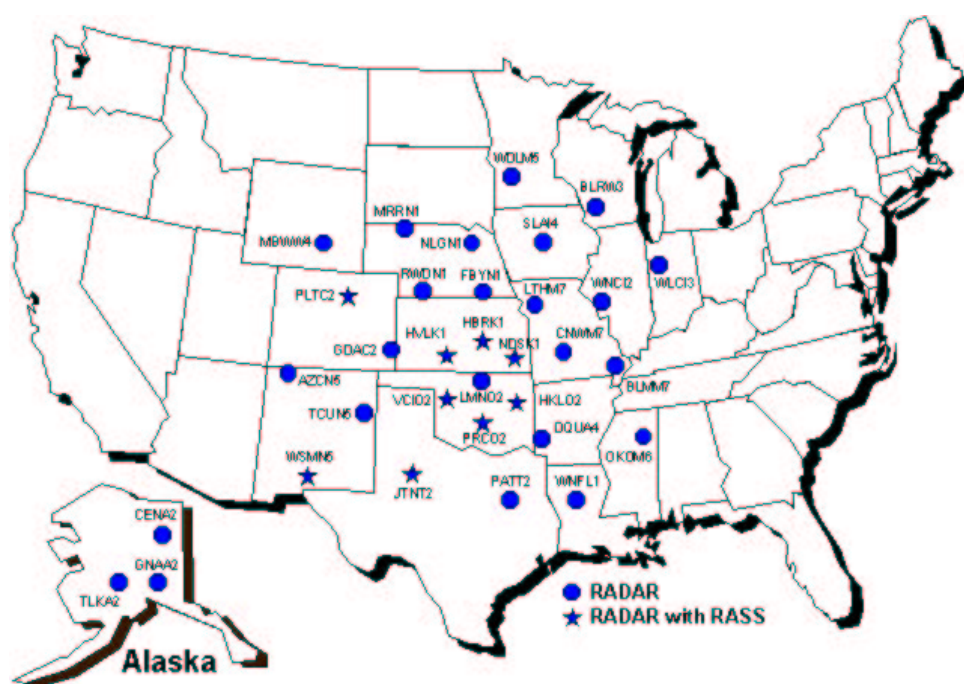 WDLM5
BLRW3
MRRN1
SLAI4
MBWW4
NLGN1
WLCI3
RWDN1
FBYN1
WNCI2
PLTC2
LTHM7
HBRK1
HVLK1
NDSK1
CNWM7
GDAC2
AZCN5
BLMM7
VCIO2
LMNO2
HKLO2
TCUN5
DQUA4
PRCO2
OKOM6
WSMN5
JTNT2
PATT2
WNFL1
CENA2
GNAA2
TLKA2
RADAR
RADAR with RASS
Alaska